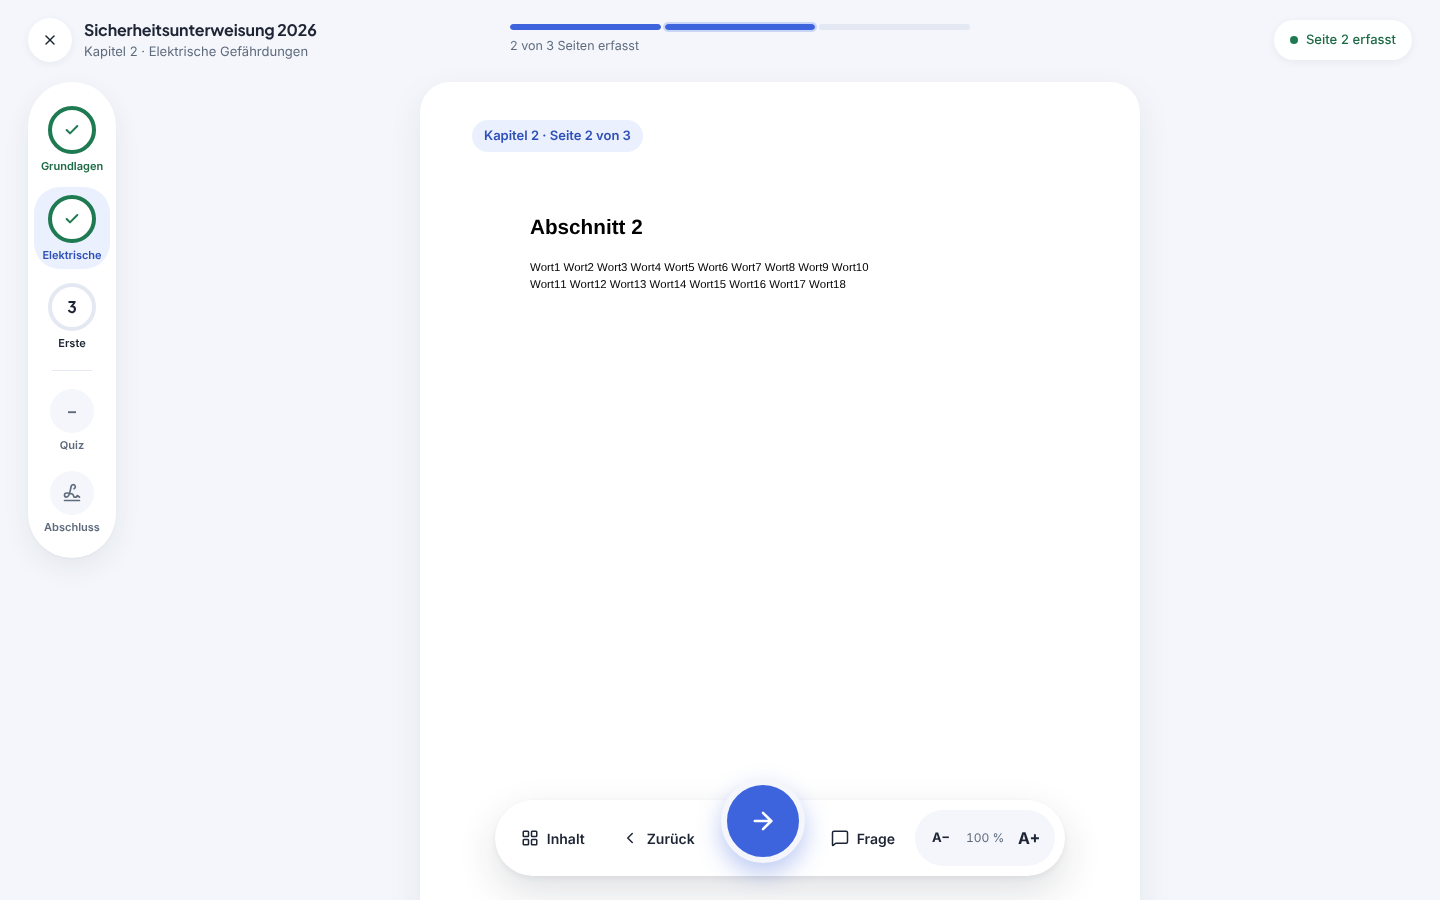 Sicherheitsunterweisung 2026
Kapitel 2 · Elektrische Gefährdungen
2 von 3 Seiten erfasst
Seite 2 erfasst
Grundlagen
Elektrische
3
Erste
–
Quiz
Abschluss
Kapitel 2 · Seite 2 von 3
Abschnitt 2
Wort1 Wort2 Wort3 Wort4 Wort5 Wort6 Wort7 Wort8 Wort9 Wort10
Wort11 Wort12 Wort13 Wort14 Wort15 Wort16 Wort17 Wort18
Inhalt
Zurück
Frage
A− 100 % A+